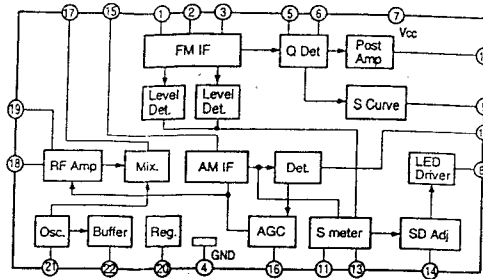 17 15 1 2 3 5 6 7
Vcc
FM IF
Q Det
Post
Amp
Level
Det.
Level
Det.
S Curve
19
18
RF Amp
Mix.
AM IF
Det.
LED
Driver
8
Osc.
Buffer
Reg.
GND
AGC
S meter
SD Adj
21 22 20 4 16 11 13 14